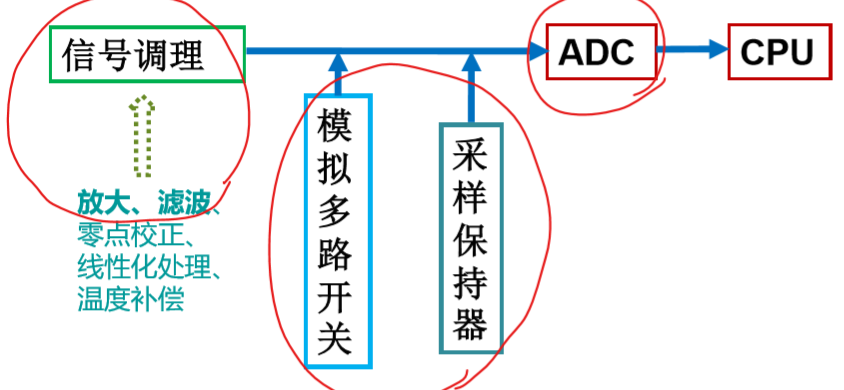 信号调理
ADC
CPU
模拟多路开关
采样保持器
放大、滤波、
零点校正、
线性化处理、
温度补偿